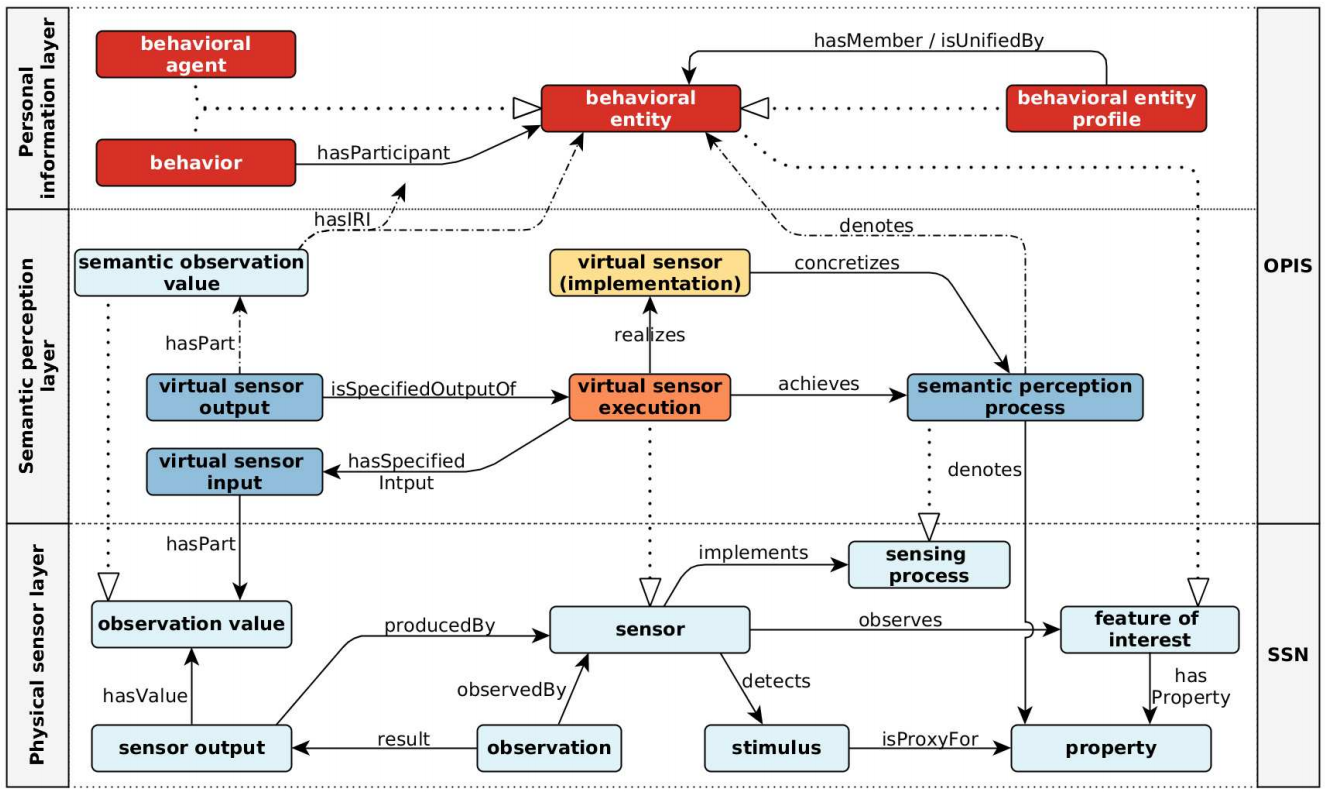 Personal
information layer
behavioral
agent
behavior
hasParticipant
behavioral
entity
hasMember / isUnifiedBy
behavioral entity
profile
OPIS
Semantic perception
layer
hasIRI
denotes
semantic observation
value
virtual sensor
(implementation)
concretizes
hasPart
realizes
virtual sensor
output
isSpecifiedOutputOf
virtual sensor
execution
achieves
semantic perception
process
virtual sensor
input
hasSpecified
Intput
denotes
Physical sensor layer
hasPart
implements
sensing
process
observation value
producedBy
sensor
observes
feature of
interest
SSN
hasValue
observedBy
detects
has
Property
sensor output
result
observation
stimulus
isProxyFor
property